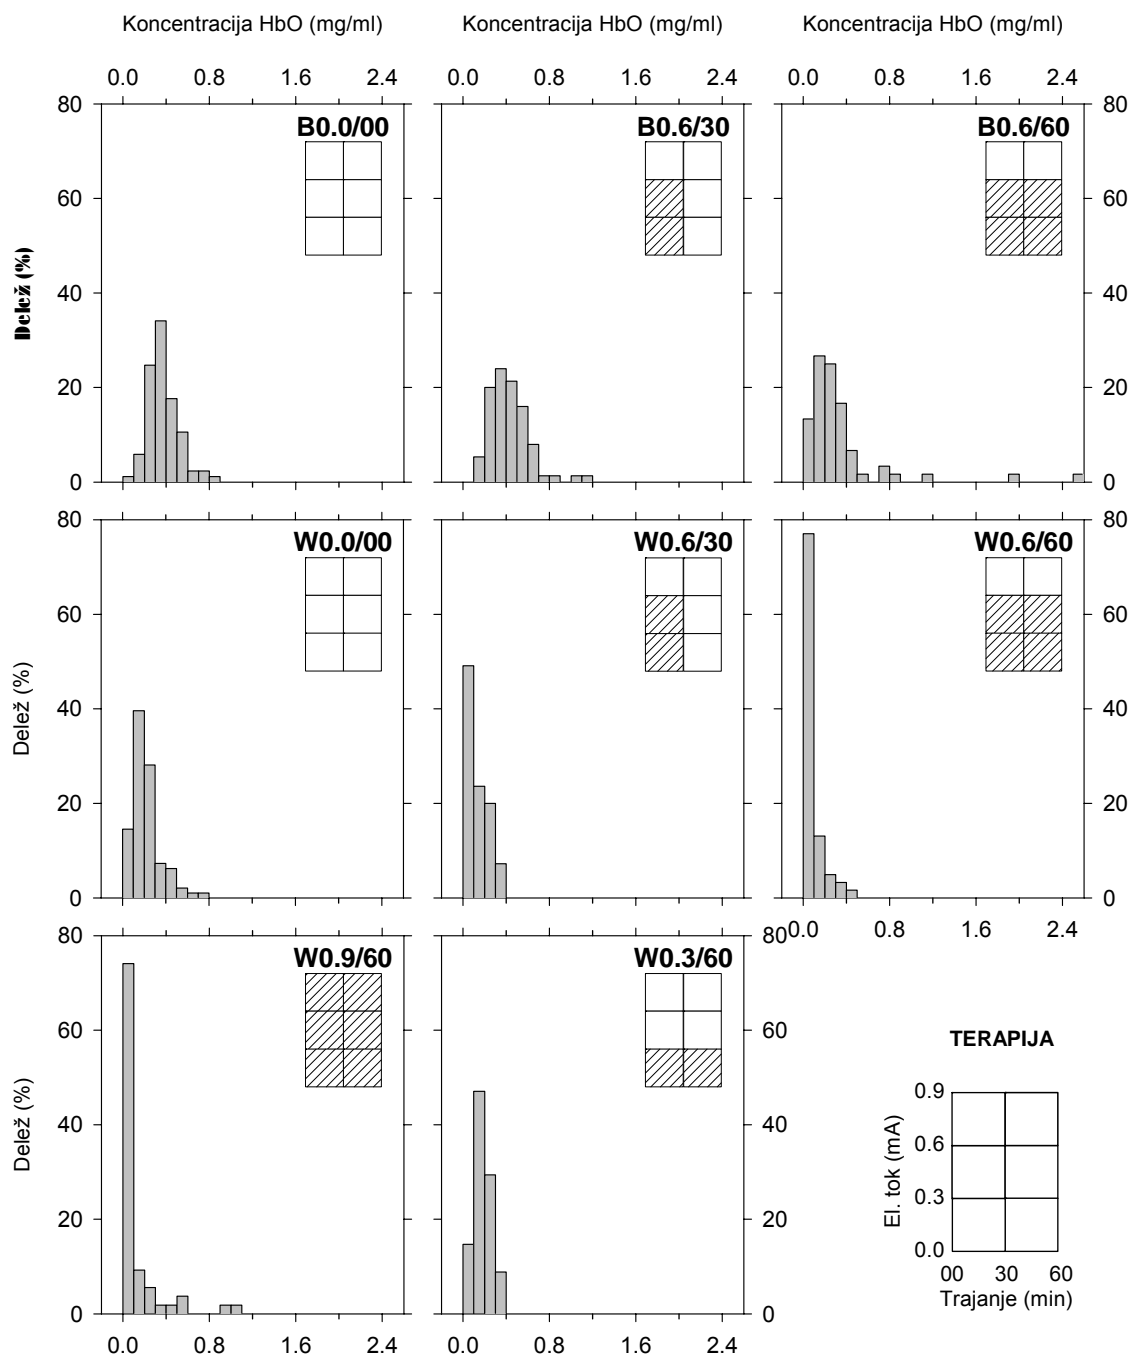 Koncentracija HbO (mg/ml) Koncentracija HbO (mg/ml) Koncentracija HbO (mg/ml)
0.0 0.8 1.6 2.4 0.0 0.8 1.6 2.4 0.0 0.8 1.6 2.4
80 B0.0/00 B0.6/30 B0.6/60 80
60 60
Delež (%)
40 40
20 20
0 0
80 W0.0/00 W0.6/30 W0.6/60 80
60 60
Delež (%)
40 40
20 20
0 0
0.0 0.8 1.6 2.4
80 W0.9/60 W0.3/60 80
60 60
Delež (%)
40 40
20 20
0 0
0.0 0.8 1.6 2.4 0.0 0.8 1.6 2.4
TERAPIJA
El. tok (mA)
0.9
0.6
0.3
0.0
00 30 60
Trajanje (min)